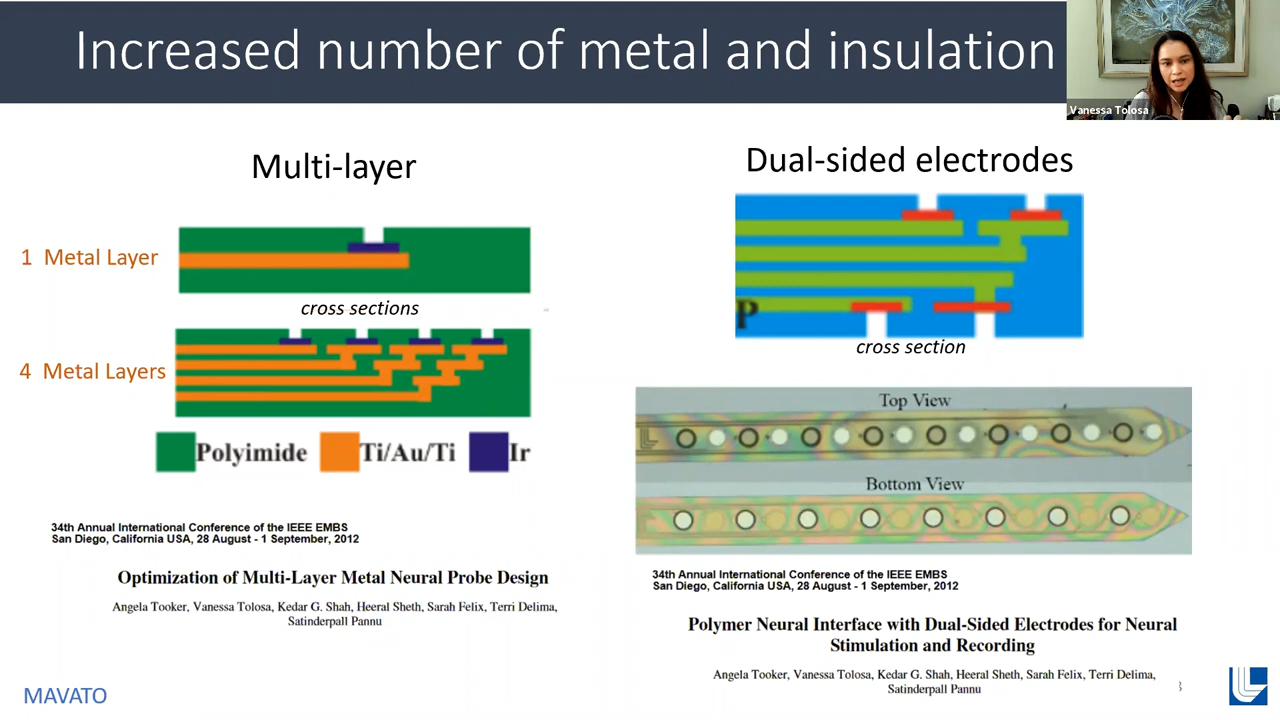 Increased number of metal and insulation
Vanessa Tolosa
Multi-layer
1 Metal Layer
cross sections
4 Metal Layers
Polyimide
Ti/Au/Ti
Ir
34th Annual International Conference of the IEEE EMBS
San Diego, California USA, 28 August - 1 September, 2012
Optimization of Multi-Layer Metal Neural Probe Design
Angela Tooker, Vanessa Tolosa, Kedar G. Shah, Heeral Sheth, Sarah Felix, Terri Delima,
Satinderpall Pannu
Dual-sided electrodes
P
cross section
Top View
Bottom View
34th Annual International Conference of the IEEE EMBS
San Diego, California USA, 28 August - 1 September, 2012
Polymer Neural Interface with Dual-Sided Electrodes for Neural
Stimulation and Recording
Angela Tooker, Vanessa Tolosa, Kedar G. Shah, Heeral Sheth, Sarah Felix, Terri Delima,
Satinderpall Pannu
MAVATO